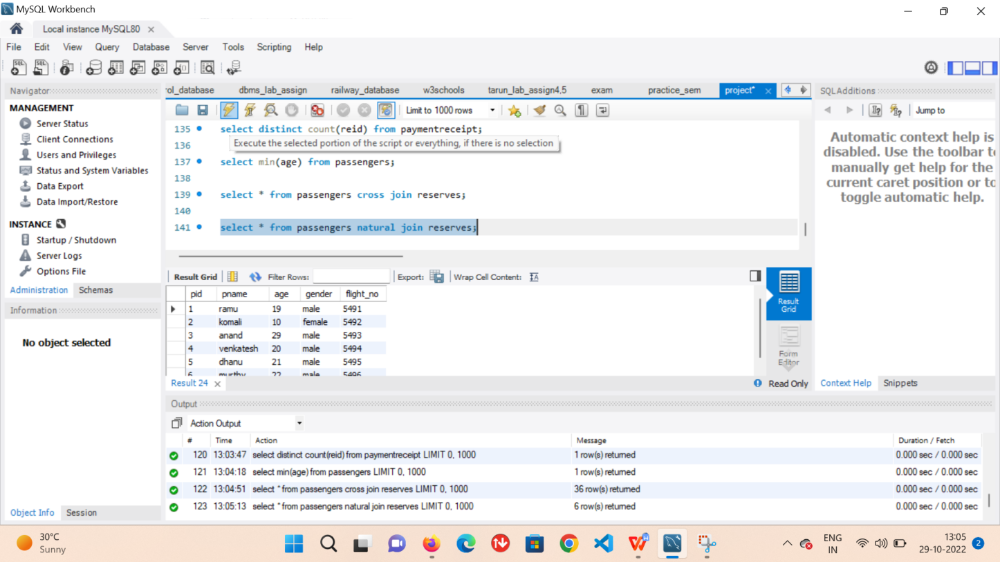 MySQL Workbench
Local instance MySQL80
File Edit View Query Database Server Tools Scripting Help
Navigator
MANAGEMENT
Server Status
Client Connections
Users and Privileges
Status and System Variables
Data Export
Data Import/Restore
INSTANCE
Startup / Shutdown
Server Logs
Options File
Administration Schemas
Information
No object selected
Object Info Session
rol_database dbms_lab_assign railway_database w3schools tarun_lab_assign4,5 exam practice_sem project*
Limit to 1000 rows
135 select distinct count(reid) from paymentreceipt;
136
Execute the selected portion of the script or everything, if there is no selection
137 select min(age) from passengers;
138
139 select * from passengers cross join reserves;
140
141 select * from passengers natural join reserves;
Result Grid Filter Rows: Export: Wrap Cell Content:
pid pname age gender flight_no
1 ramu 19 male 5491
2 komali 10 female 5492
3 anand 29 male 5493
4 venkatesh 20 male 5494
5 dhanu 21 male 5495
6 murthy 22 male 5496
Result Grid
Form Editor
Result 24
Read Only
SQLAdditions
Jump to
Automatic context help is
disabled. Use the toolbar to
manually get help for the
current caret position or to
toggle automatic help.
Context Help Snippets
Output
Action Output
# Time Action Message Duration / Fetch
120 13:03:47 select distinct count(reid) from paymentreceipt LIMIT 0, 1000 1 row(s) returned 0.000 sec / 0.000 sec
121 13:04:18 select min(age) from passengers LIMIT 0, 1000 1 row(s) returned 0.000 sec / 0.000 sec
122 13:04:51 select * from passengers cross join reserves LIMIT 0, 1000 36 row(s) returned 0.000 sec / 0.000 sec
123 13:05:13 select * from passengers natural join reserves LIMIT 0, 1000 6 row(s) returned 0.000 sec / 0.000 sec
30°C
Sunny
ENG
IN
13:05
29-10-2022
2